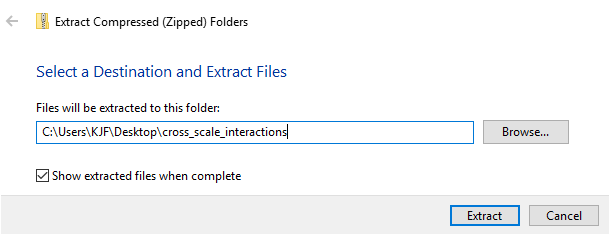 Extract Compressed (Zipped) Folders
Select a Destination and Extract Files
Files will be extracted to this folder:
C:\Users\KJF\Desktop\cross_scale_interactions
Browse...
Show extracted files when complete
Extract
Cancel